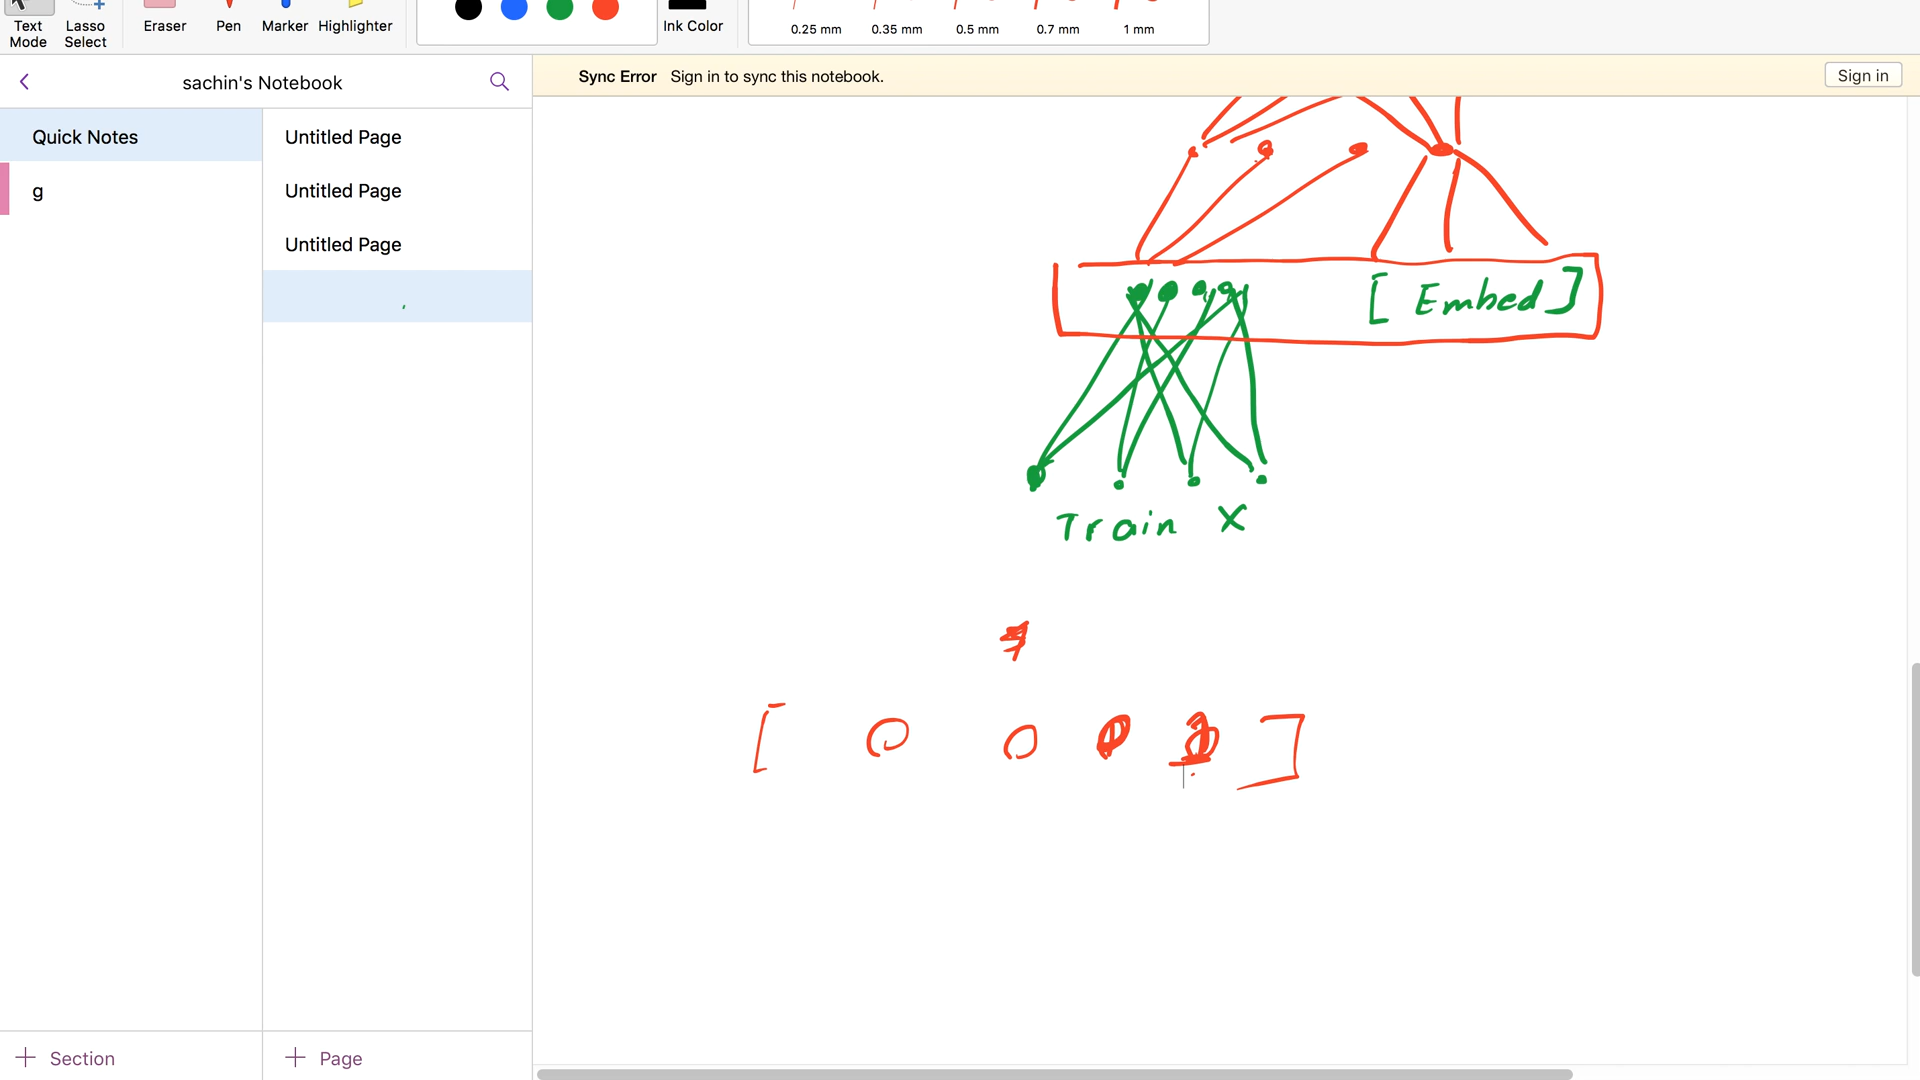 Text Mode
Lasso Select
Eraser
Pen
Marker
Highlighter
Ink Color
0.25 mm
0.35 mm
0.5 mm
0.7 mm
1 mm
sachin's Notebook
Sync Error Sign in to sync this notebook.
Sign in
Quick Notes
g
Untitled Page
Untitled Page
Untitled Page
[ Embed ]
Train X
[ 0 0
]
+ Section
+ Page